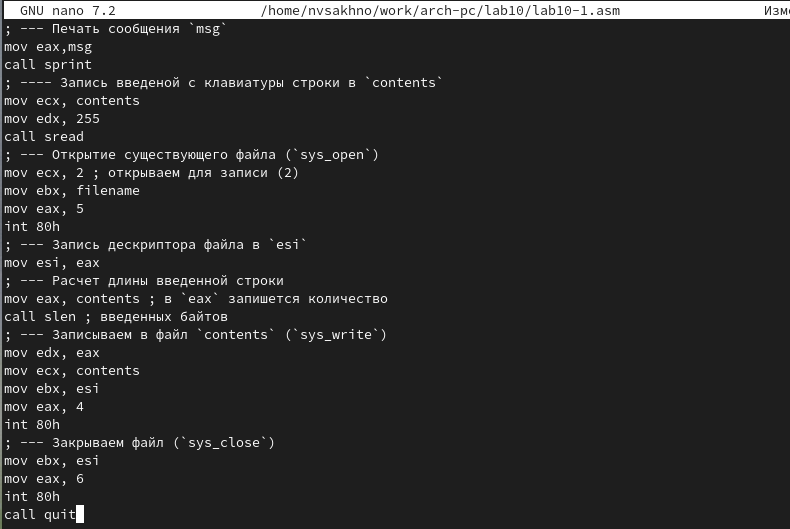 GNU nano 7.2 /home/nvsakhno/work/arch-pc/lab10/lab10-1.asm Изме
; --- Печать сообщения `msg`
mov eax,msg
call sprint
; ---- Запись введеной с клавиатуры строки в `contents`
mov ecx, contents
mov edx, 255
call sread
; --- Открытие существующего файла (`sys_open`)
mov ecx, 2 ; открываем для записи (2)
mov ebx, filename
mov eax, 5
int 80h
; --- Запись дескриптора файла в `esi`
mov esi, eax
; --- Расчет длины введенной строки
mov eax, contents ; в `eax` запишется количество
call slen ; введенных байтов
; --- Записываем в файл `contents` (`sys_write`)
mov edx, eax
mov ecx, contents
mov ebx, esi
mov eax, 4
int 80h
; --- Закрываем файл (`sys_close`)
mov ebx, esi
mov eax, 6
int 80h
call quit